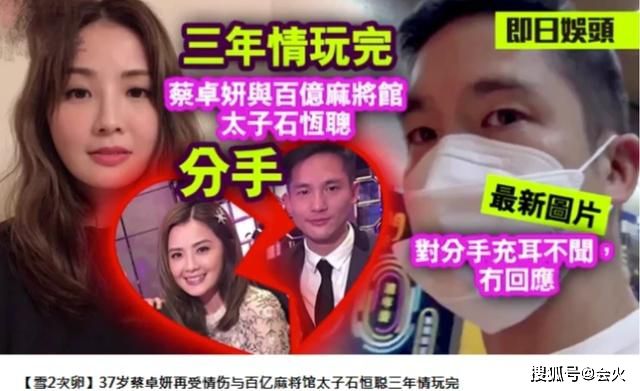 即日娛頭
三年情玩完
蔡卓妍與百億麻將館
太子石恆聰
分手
最新圖片
對分手充耳不聞，
冇回應
搜狐号@会火
【雪2次卵】37岁蔡卓妍再受情伤与百亿麻将馆太子石恒聪三年情玩完